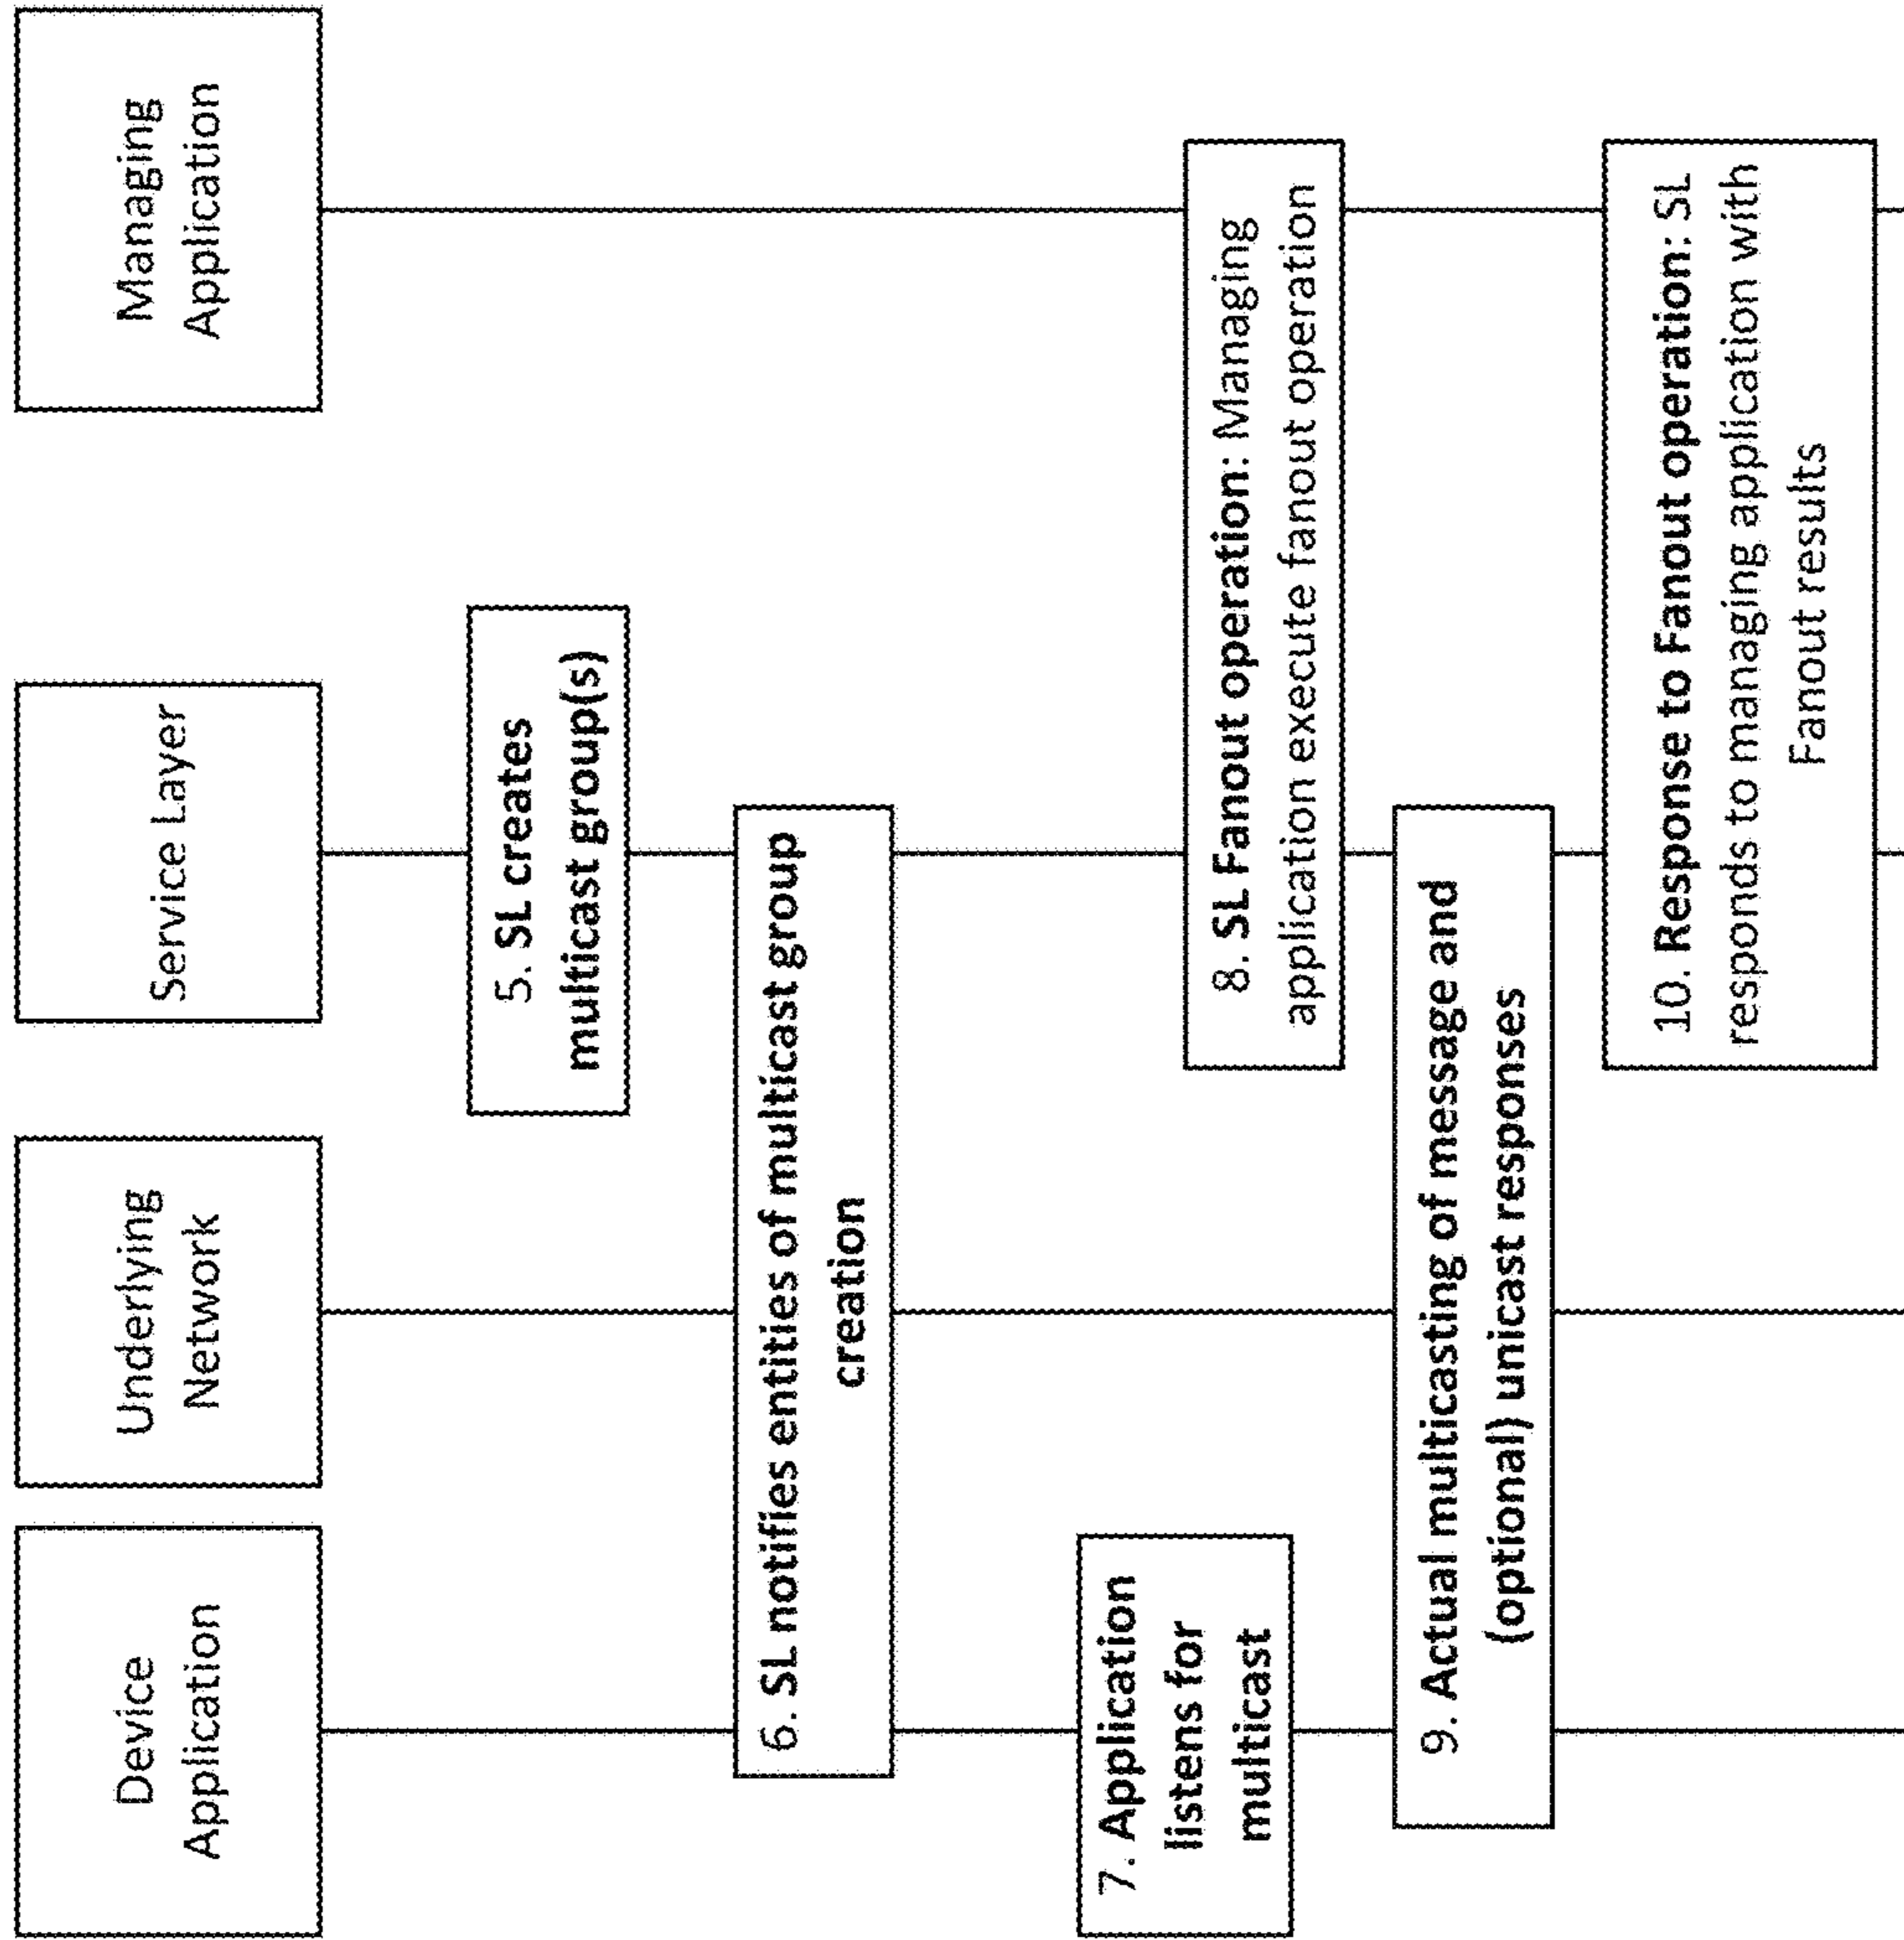 Device
Application
Underlying
Network
Service Layer
Managing
Application
5. SL creates
multicast group(s)
6. SL notifies entities of multicast group
creation
7. Application
listens for
multicast
8. SL Fanout operation: Managing
application execute fanout operation
9. Actual multicasting of message and
(optional) unicast responses
10. Response to Fanout operation: SL
responds to managing application with
Fanout results